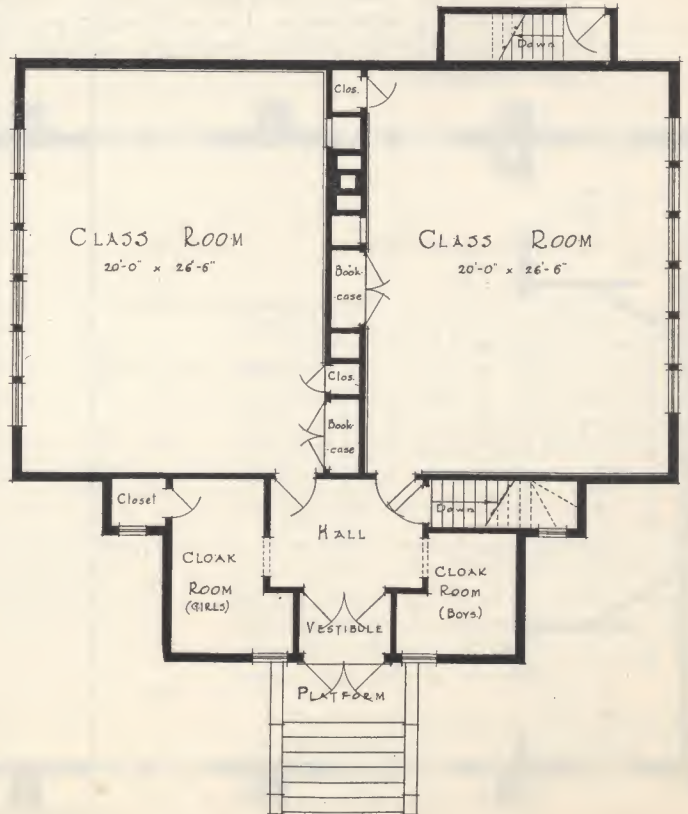 Down
Clos.
CLASS ROOM
20'-0" x 26'-6"
CLASS ROOM
20'-0" x 26'-6"
Book-
case
Clos.
Book-
case
Closet
HALL
Down
CLOAK
ROOM
(GIRLS)
CLOAK
ROOM
(BOYS.)
VESTIBULE
PLATFORM